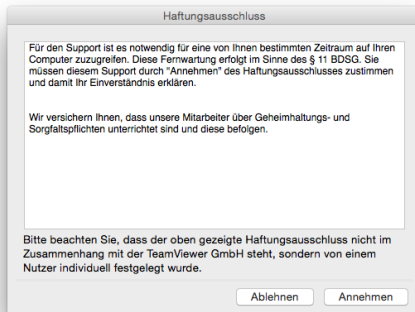 Haftungsausschluss
Für den Support ist es notwendig für eine von Ihnen bestimmten Zeitraum auf Ihren
Computer zuzugreifen. Diese Fernwartung erfolgt im Sinne des § 11 BDSG. Sie
müssen diesem Support durch "Annehmen" des Haftungsausschlusses zustimmen
und damit Ihr Einverständnis erklären.
Wir versichern Ihnen, dass unsere Mitarbeiter über Geheimhaltungs- und
Sorgfaltspflichten unterrichtet sind und diese befolgen.
Bitte beachten Sie, dass der oben gezeigte Haftungsausschluss nicht im
Zusammenhang mit der TeamViewer GmbH steht, sondern von einem
Nutzer individuell festgelegt wurde.
Ablehnen Annehmen